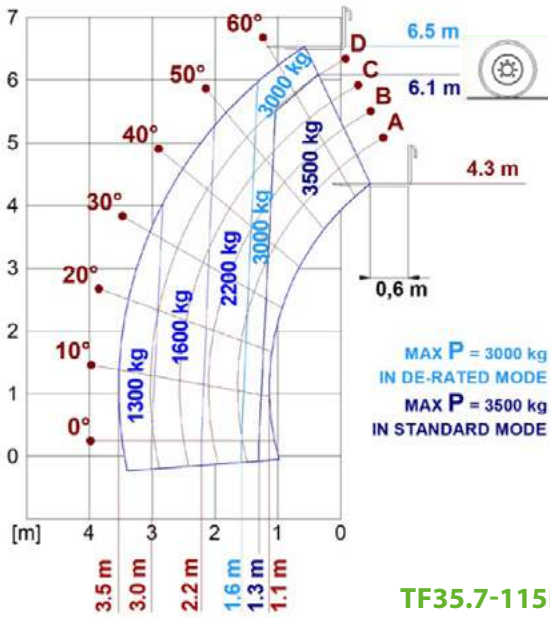 7
6
5
4
3
2
1
0
[m]
4
3
2
1
0
60°
50°
40°
30°
20°
10°
0°
D
C
B
A
3000 kg
3500 kg
3000 kg
2200 kg
1600 kg
1300 kg
6.5 m
6.1 m
4.3 m
0,6 m
MAX P = 3000 kg
IN DE-RATED MODE
MAX P = 3500 kg
IN STANDARD MODE
3.5 m
3.0 m
2.2 m
1.6 m
1.3 m
1.1 m